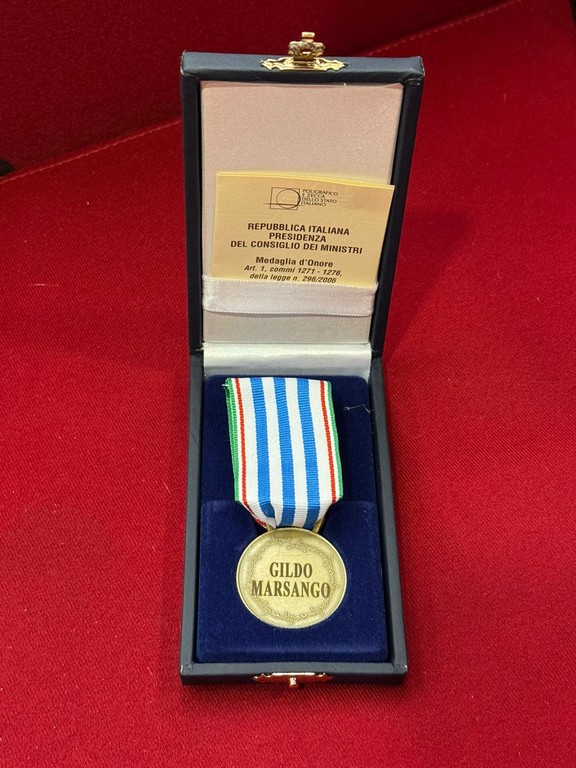 POLIGRAFICO
E ZECCA
DELLO STATO
ITALIANO
REPUBBLICA ITALIANA
PRESIDENZA
DEL CONSIGLIO DEI MINISTRI
Medaglia d'Onore
Art. 1, commi 1271 - 1276,
della legge n. 296/2006
GILDO
MARSANGO